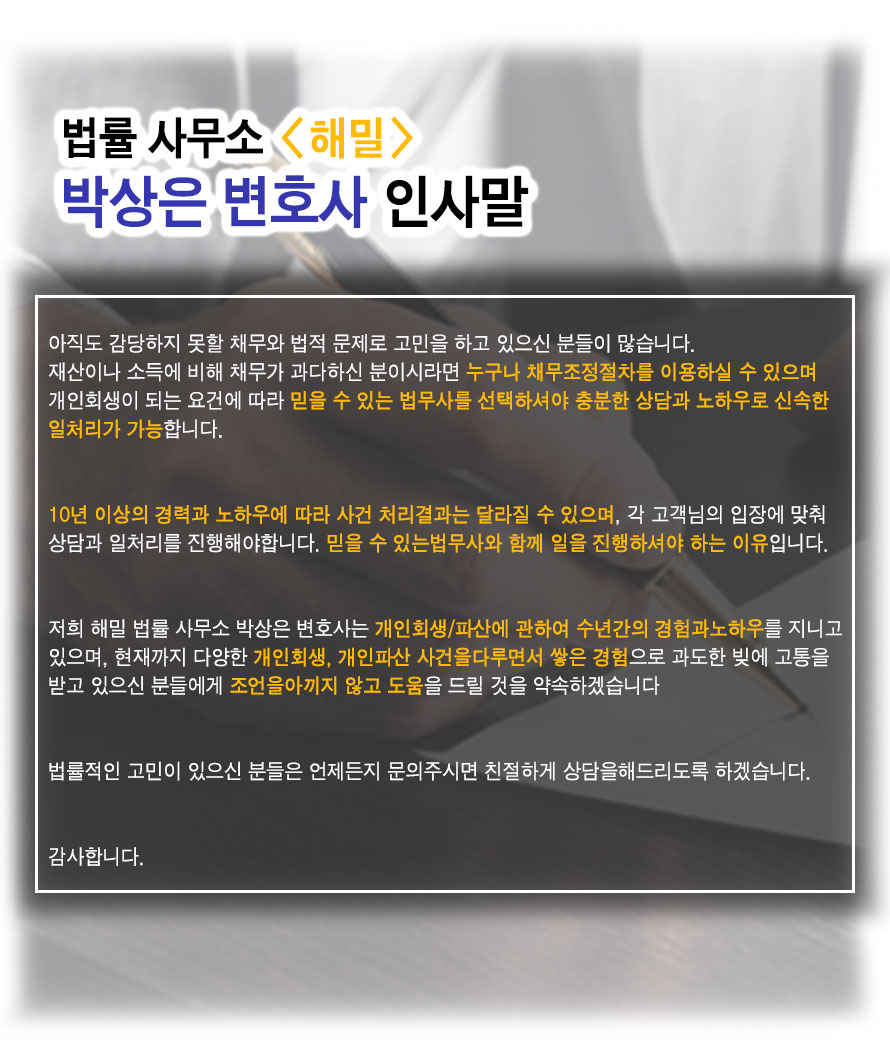 법률 사무소 <해밀>
박상은 변호사 인사말
아직도 감당하지 못할 채무와 법적 문제로 고민을 하고 있으신 분들이 많습니다.
재산이나 소득에 비해 채무가 과다하신 분이시라면 누구나 채무조정절차를 이용하실 수 있으며
개인회생이 되는 요건에 따라 믿을 수 있는 법무사를 선택하셔야 충분한 상담과 노하우로 신속한
일처리가 가능합니다.
10년 이상의 경력과 노하우에 따라 사건 처리결과는 달라질 수 있으며, 각 고객님의 입장에 맞춰
상담과 일처리를 진행해야합니다. 믿을 수 있는법무사와 함께 일을 진행하셔야 하는 이유입니다.
저희 해밀 법률 사무소 박상은 변호사는 개인회생/파산에 관하여 수년간의 경험과노하우를 지니고
있으며, 현재까지 다양한 개인회생, 개인파산 사건을다루면서 쌓은 경험으로 과도한 빚에 고통을
받고 있으신 분들에게 조언을아끼지 않고 도움을 드릴 것을 약속하겠습니다
법률적인 고민이 있으신 분들은 언제든지 문의주시면 친절하게 상담을해드리도록 하겠습니다.
감사합니다.